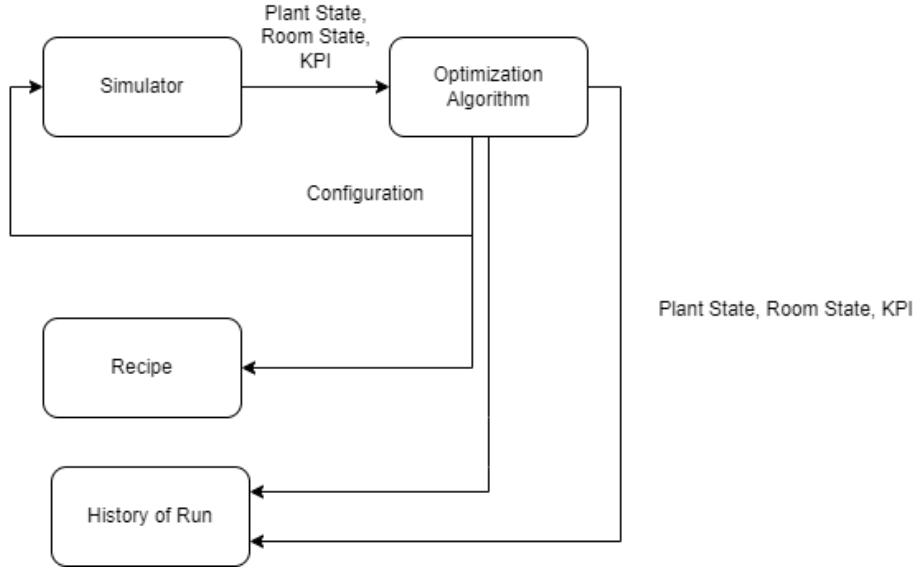 Plant State,
Room State,
KPI
Simulator
Optimization
Algorithm
Configuration
Plant State, Room State, KPI
Recipe
History of Run